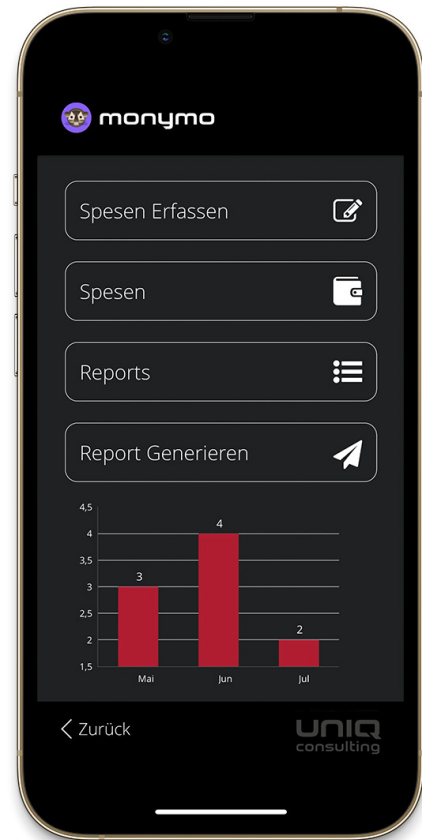 monymo
Spesen Erfassen
Spesen
Reports
Report Generieren
4,5
4
3,5
3
2,5
2
1,5
3
4
2
Mai Jun Jul
Zurück
UNIQ
consulting